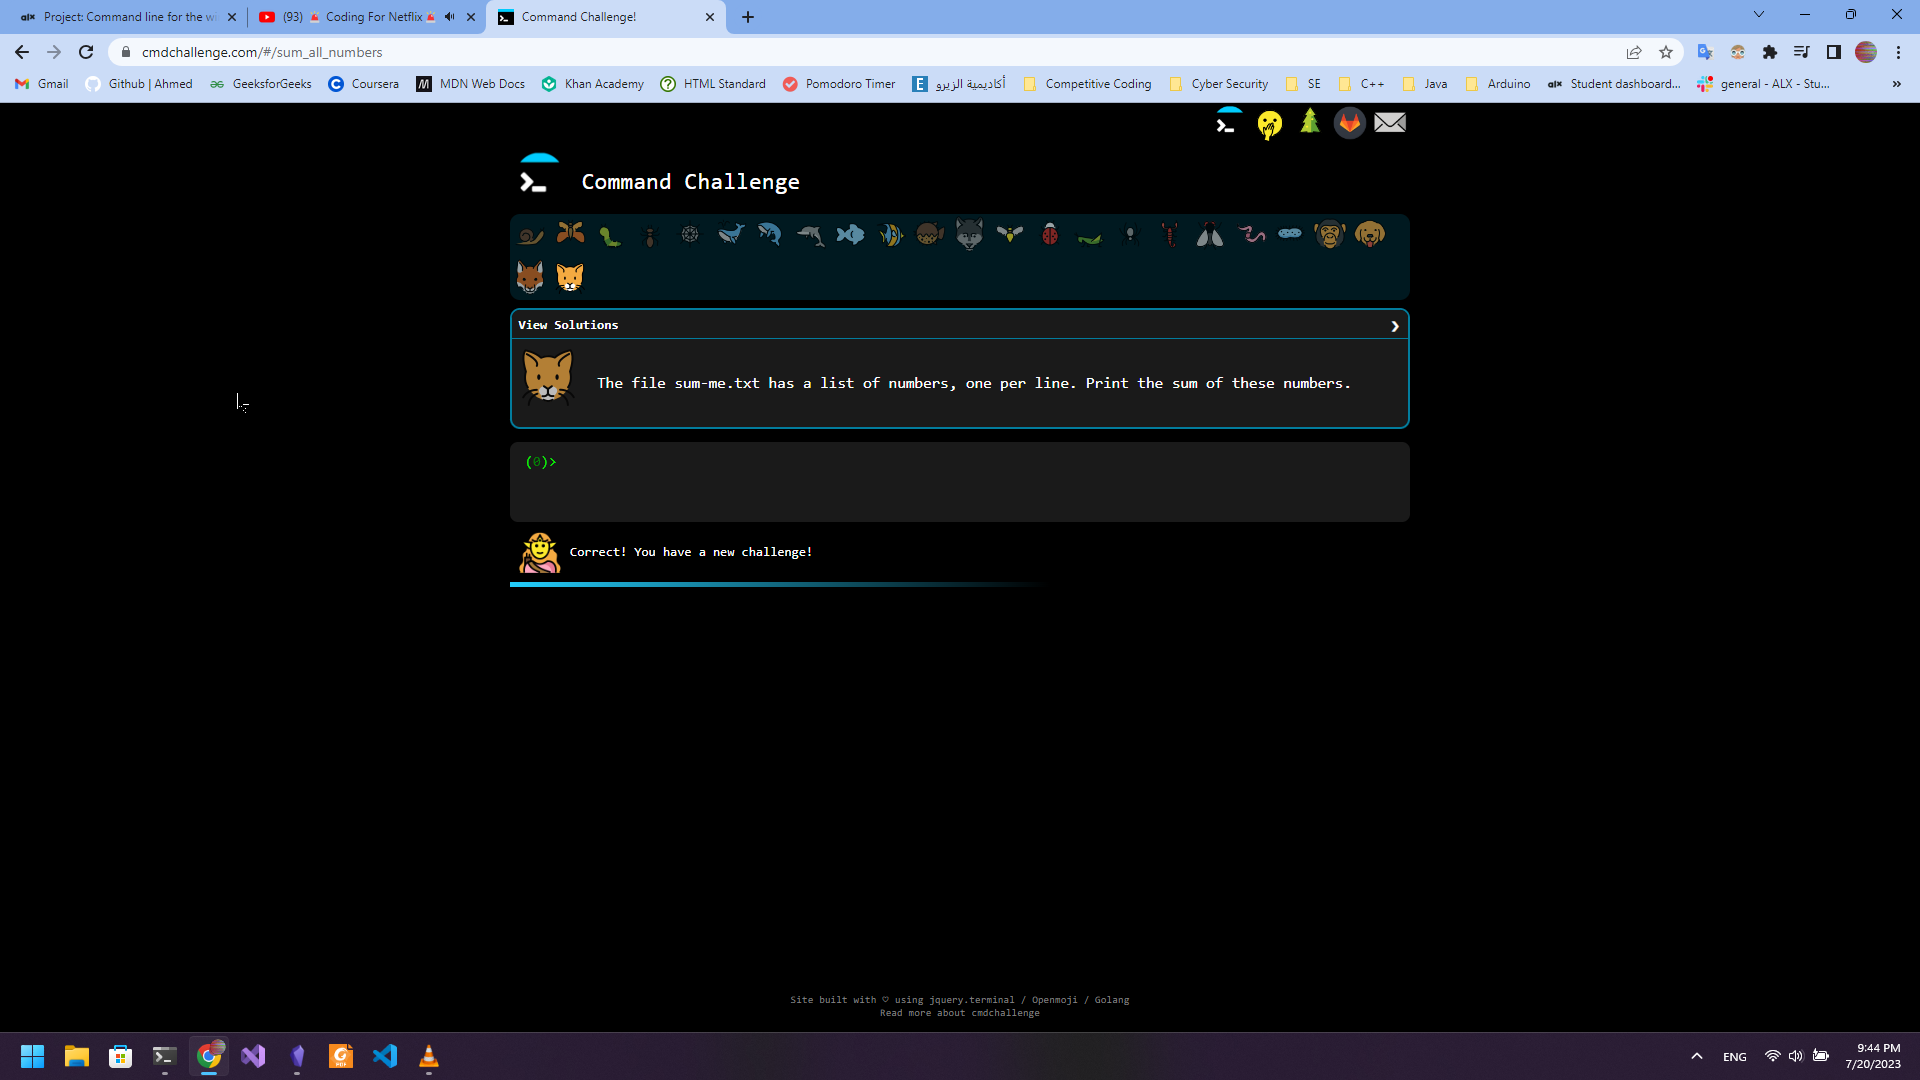 Project: Command line for the wi
(93) 🚨 Coding For Netflix🚨
Command Challenge!
cmdchallenge.com/#/sum_all_numbers
Gmail
Github | Ahmed
GeeksforGeeks
Coursera
MDN Web Docs
Khan Academy
HTML Standard
Pomodoro Timer
أكاديمية الزيرو
Competitive Coding
Cyber Security
SE
C++
Java
Arduino
Student dashboard...
general - ALX - Stu...
Command Challenge
View Solutions
The file sum-me.txt has a list of numbers, one per line. Print the sum of these numbers.
(0)>
Correct! You have a new challenge!
Site built with ♡ using jquery.terminal / Openmoji / Golang
Read more about cmdchallenge
ENG
9:44 PM
7/20/2023